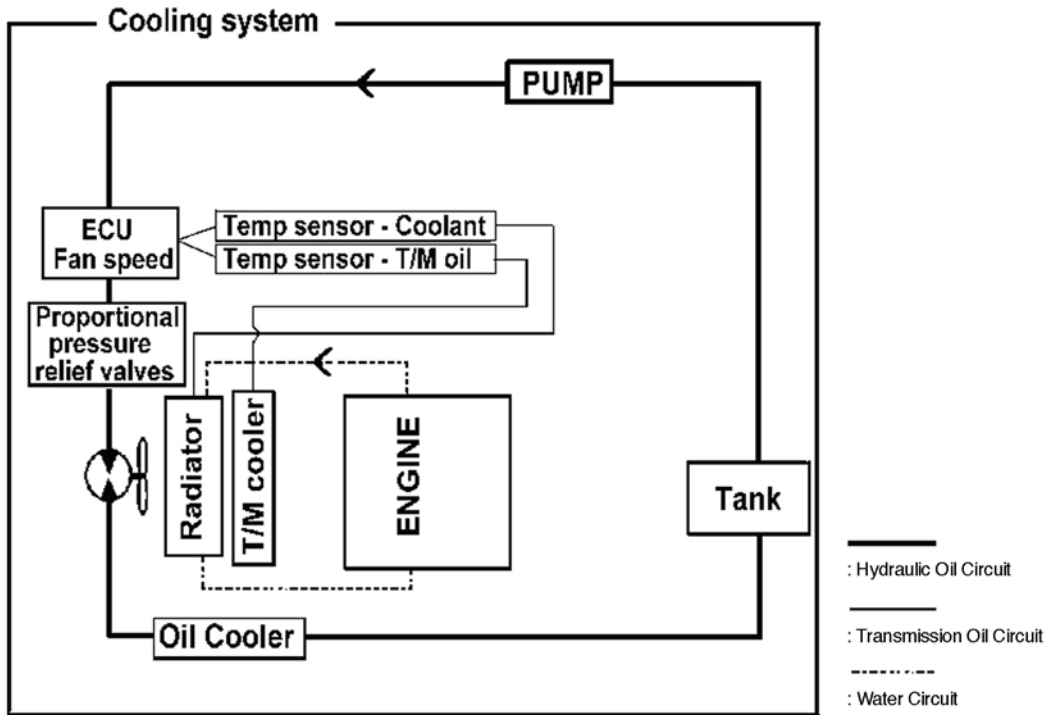 Cooling system
PUMP
ECU
Fan speed
Temp sensor - Coolant
Temp sensor - T/M oil
Proportional
pressure
relief valves
Radiator
T/M cooler
ENGINE
Tank
Oil Cooler
: Hydraulic Oil Circuit
: Transmission Oil Circuit
: Water Circuit